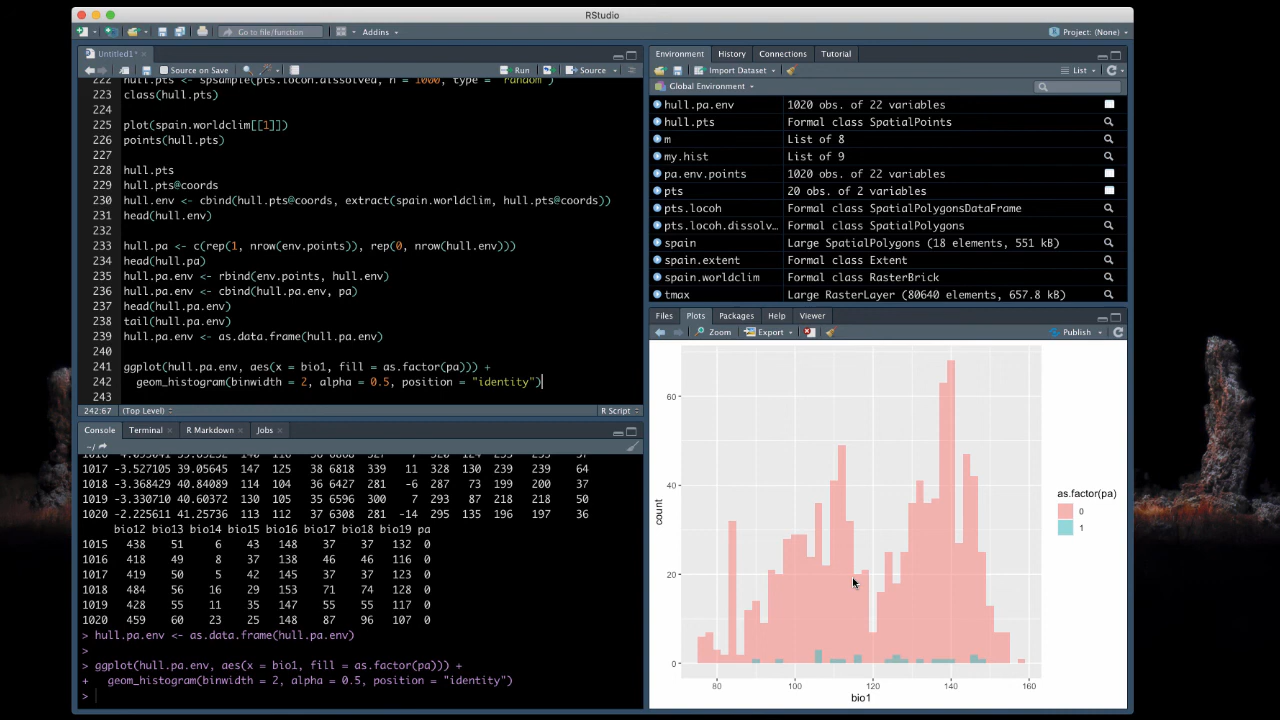 RStudio
Go to file/function
Addins
Project: (None)
Untitled1*
Source on Save
Run
Source
222 hull.pts <- spsample(pts.locoh.dissolved, n = 1000, type = "random")
223 class(hull.pts)
224
225 plot(spain.worldclim[[1]])
226 points(hull.pts)
227
228 hull.pts
229 hull.pts@coords
230 hull.env <- cbind(hull.pts@coords, extract(spain.worldclim, hull.pts@coords))
231 head(hull.env)
232
233 hull.pa <- c(rep(1, nrow(env.points)), rep(0, nrow(hull.env)))
234 head(hull.pa)
235 hull.pa.env <- rbind(env.points, hull.env)
236 hull.pa.env <- cbind(hull.pa.env, pa)
237 head(hull.pa.env)
238 tail(hull.pa.env)
239 hull.pa.env <- as.data.frame(hull.pa.env)
240
241 ggplot(hull.pa.env, aes(x = bio1, fill = as.factor(pa))) +
242 geom_histogram(binwidth = 2, alpha = 0.5, position = "identity")
243
242:67 (Top Level) R Script
Console Terminal R Markdown Jobs
~/
1017 -3.527105 39.05645 147 125 38 6818 339 11 328 130 239 239 64
1018 -3.368429 40.84089 114 104 36 6427 281 -6 287 73 199 200 37
1019 -3.330710 40.60372 130 105 35 6596 300 7 293 87 218 218 50
1020 -2.225611 41.25736 113 112 37 6308 281 -14 295 135 196 197 36
bio12 bio13 bio14 bio15 bio16 bio17 bio18 bio19 pa
1015 438 51 6 43 148 37 37 132 0
1016 418 49 8 37 138 46 46 116 0
1017 419 50 5 42 145 37 37 123 0
1018 484 56 16 29 153 71 74 128 0
1019 428 55 11 35 147 55 55 117 0
1020 459 60 23 25 148 87 96 107 0
> hull.pa.env <- as.data.frame(hull.pa.env)
>
> ggplot(hull.pa.env, aes(x = bio1, fill = as.factor(pa))) +
+ geom_histogram(binwidth = 2, alpha = 0.5, position = "identity")
>
Environment History Connections Tutorial
Import Dataset
List
Global Environment
hull.pa.env 1020 obs. of 22 variables
hull.pts Formal class SpatialPoints
m List of 8
my.hist List of 9
pa.env.points 1020 obs. of 22 variables
pts 20 obs. of 2 variables
pts.locoh Formal class SpatialPolygonsDataFrame
pts.locoh.dissolv… Formal class SpatialPolygons
spain Large SpatialPolygons (18 elements, 551 kB)
spain.extent Formal class Extent
spain.worldclim Formal class RasterBrick
tmax Large RasterLayer (80640 elements, 657.8 kB)
Files Plots Packages Help Viewer
Zoom Export Publish
60
40
20
0
count
80 100 120 140 160
bio1
as.factor(pa)
0
1